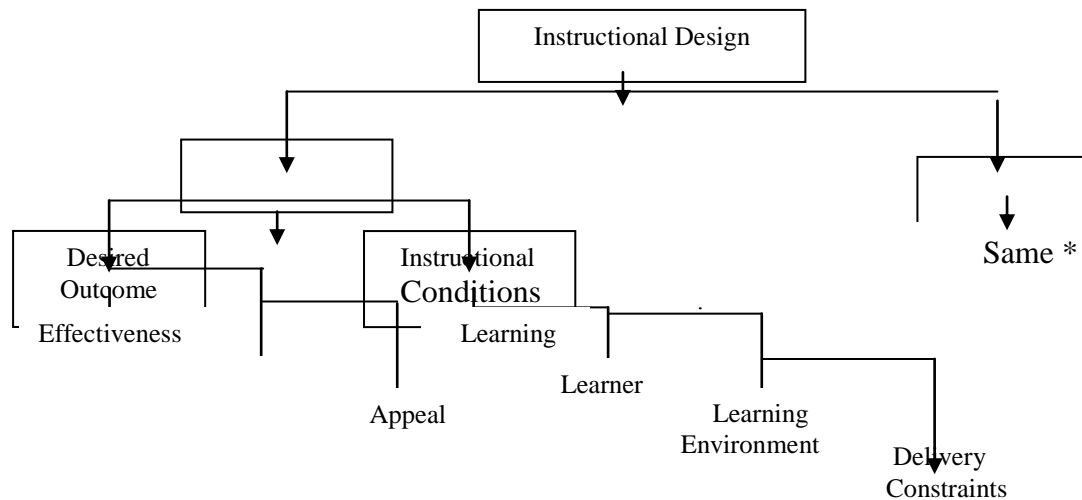 Instructional Design
Desired
Outcome
Instructional
Conditions
Same *
Effectiveness
Learning
Learner
Appeal
Learning
Environment
Delivery
Constraints